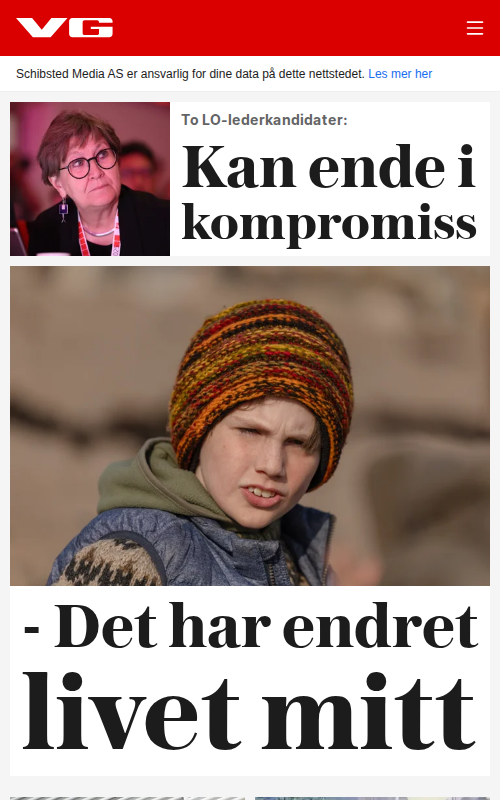 VG
Schibsted Media AS er ansvarlig for dine data på dette nettstedet. Les mer her
To LO-lederkandidater:
Kan ende i
kompromiss
- Det har endret
livet mitt